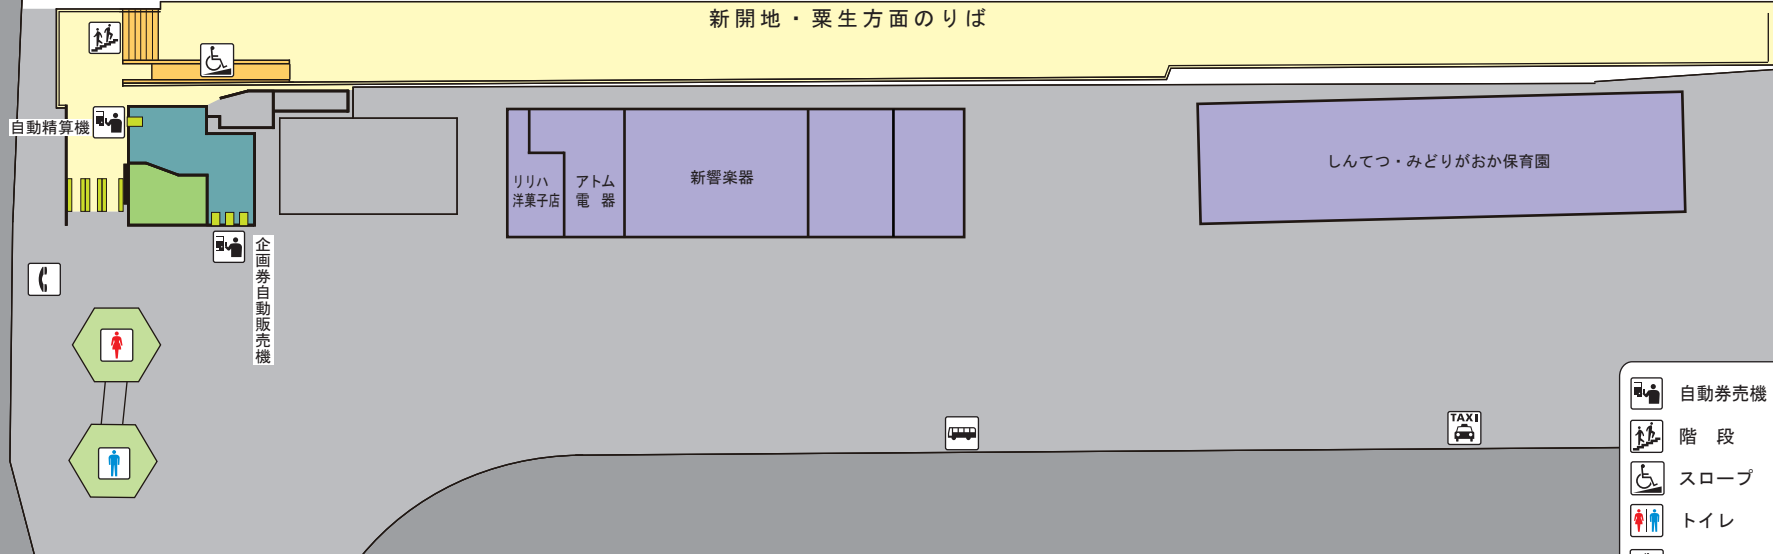 新開地・粟生方面のりば
自動精算機
リリハ
洋菓子店
アトム
電　器
新響楽器
しんてつ・みどりがおか保育園
企画券自動販売機
TAXI
自動券売機
階　段
スロープ
トイレ